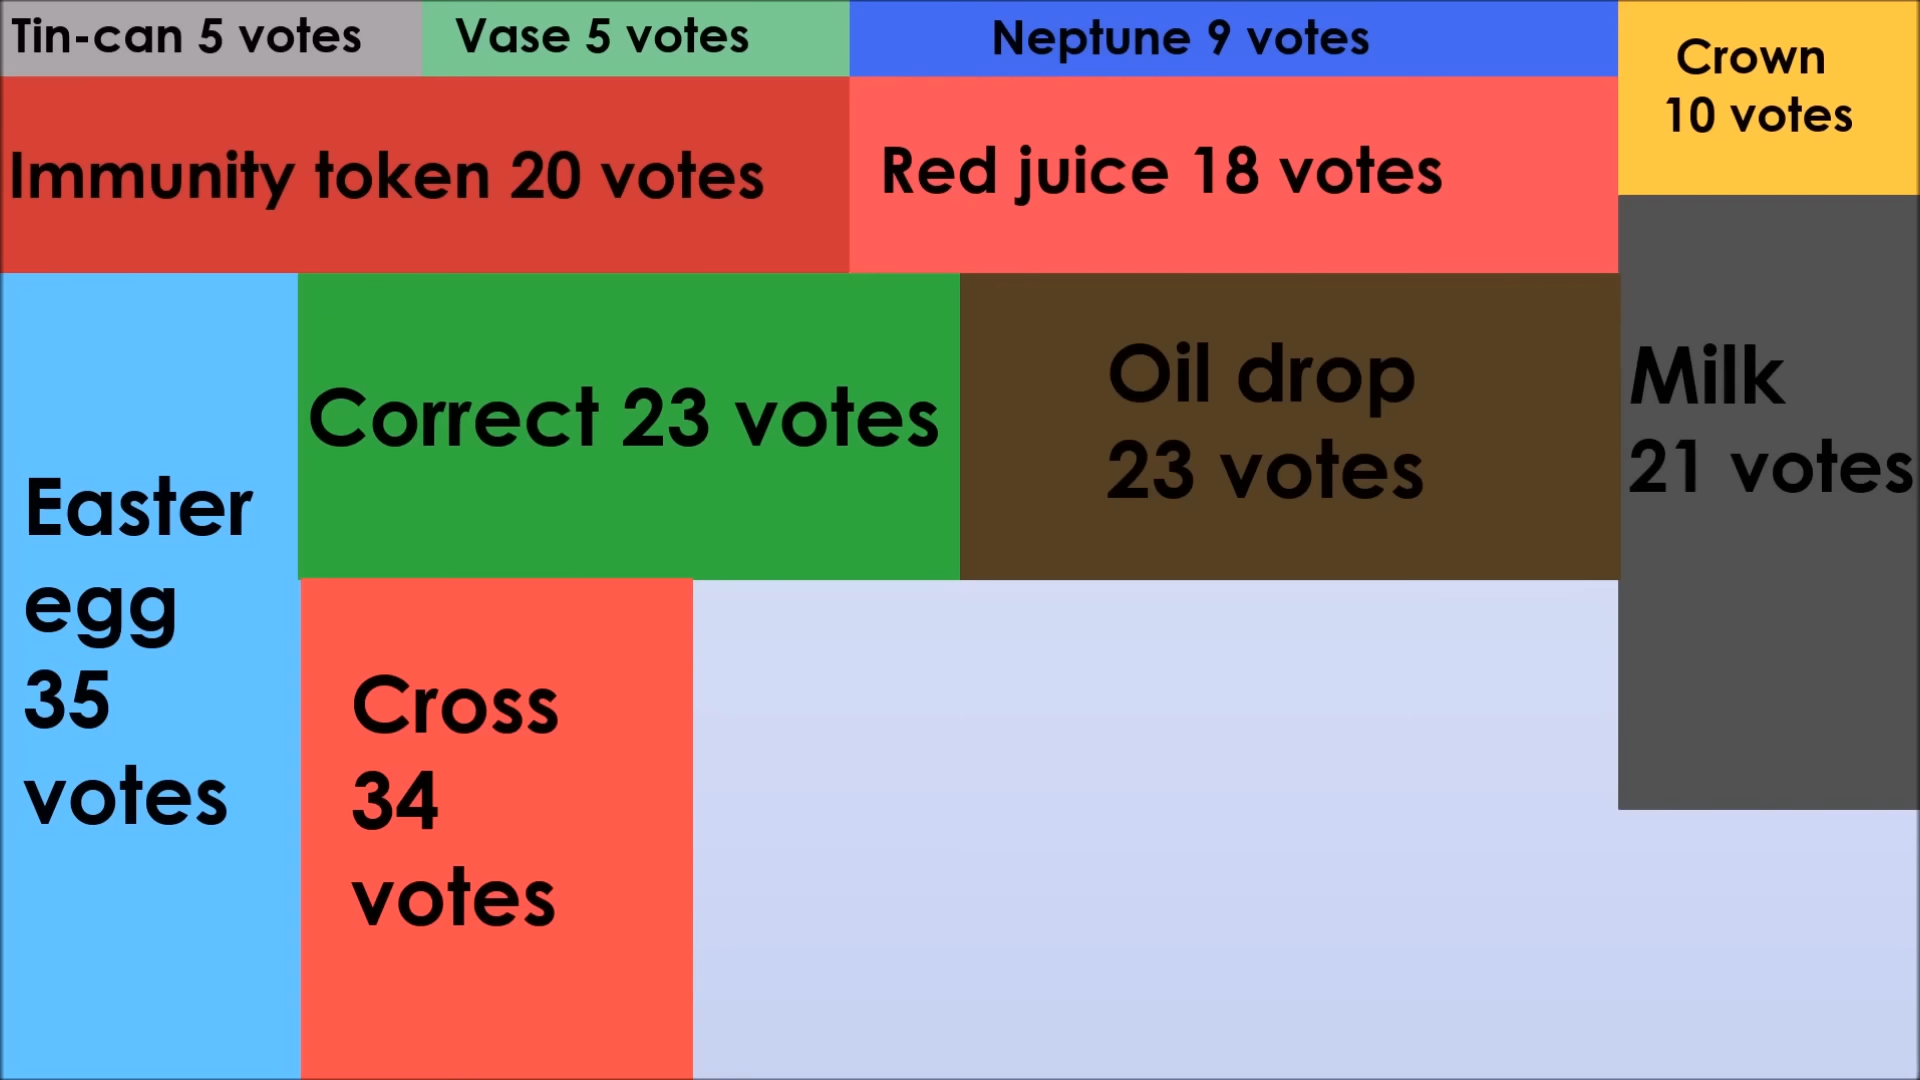 Tin-can 5 votes
Vase 5 votes
Neptune 9 votes
Crown
10 votes
Immunity token 20 votes
Red juice 18 votes
Easter
egg
35
votes
Correct 23 votes
Oil drop
23 votes
Milk
21 votes
Cross
34
votes